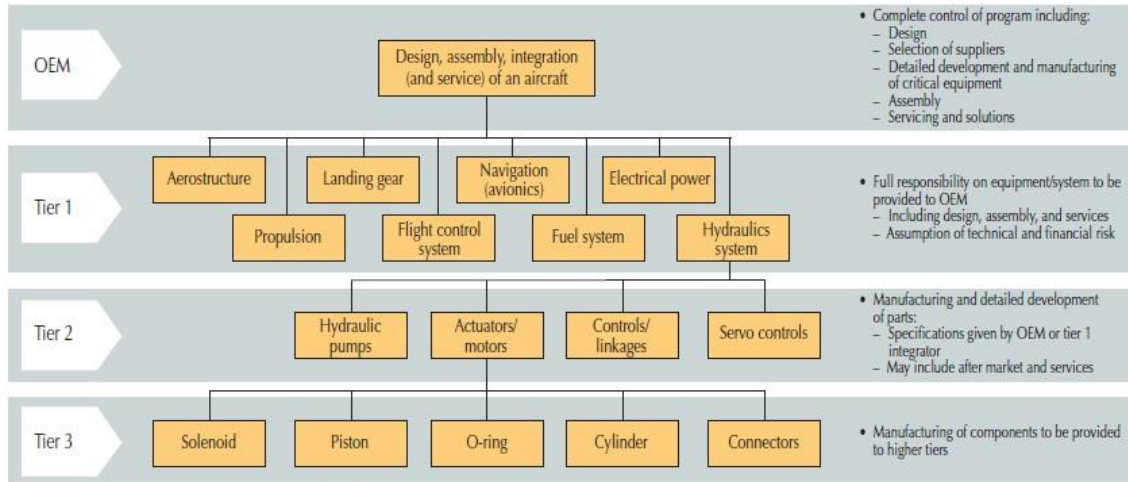 OEM
Design, assembly, integration
(and service) of an aircraft
• Complete control of program including:
– Design
– Selection of suppliers
– Detailed development and manufacturing
of critical equipment
– Assembly
– Servicing and solutions
Tier 1
Aerostructure
Landing gear
Navigation
(avionics)
Electrical power
Propulsion
Flight control
system
Fuel system
Hydraulics
system
• Full responsibility on equipment/system to be
provided to OEM
– Including design, assembly, and services
– Assumption of technical and financial risk
Tier 2
Hydraulic
pumps
Actuators/
motors
Controls/
linkages
Servo controls
• Manufacturing and detailed development
of parts:
– Specifications given by OEM or tier 1
integrator
– May include after market and services
Tier 3
Solenoid
Piston
O-ring
Cylinder
Connectors
• Manufacturing of components to be provided
to higher tiers